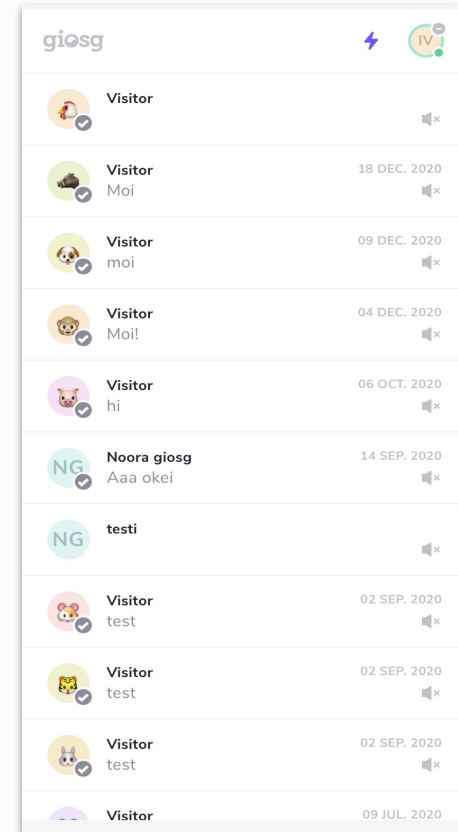 giosg
IV
Visitor
Visitor
18 DEC. 2020
Moi
Visitor
09 DEC. 2020
moi
Visitor
04 DEC. 2020
Moi!
Visitor
06 OCT. 2020
hi
NG
Noora giosg
14 SEP. 2020
Aaa okei
NG
testi
Visitor
02 SEP. 2020
test
Visitor
02 SEP. 2020
test
Visitor
02 SEP. 2020
test
Visitor
09 JUL. 2020